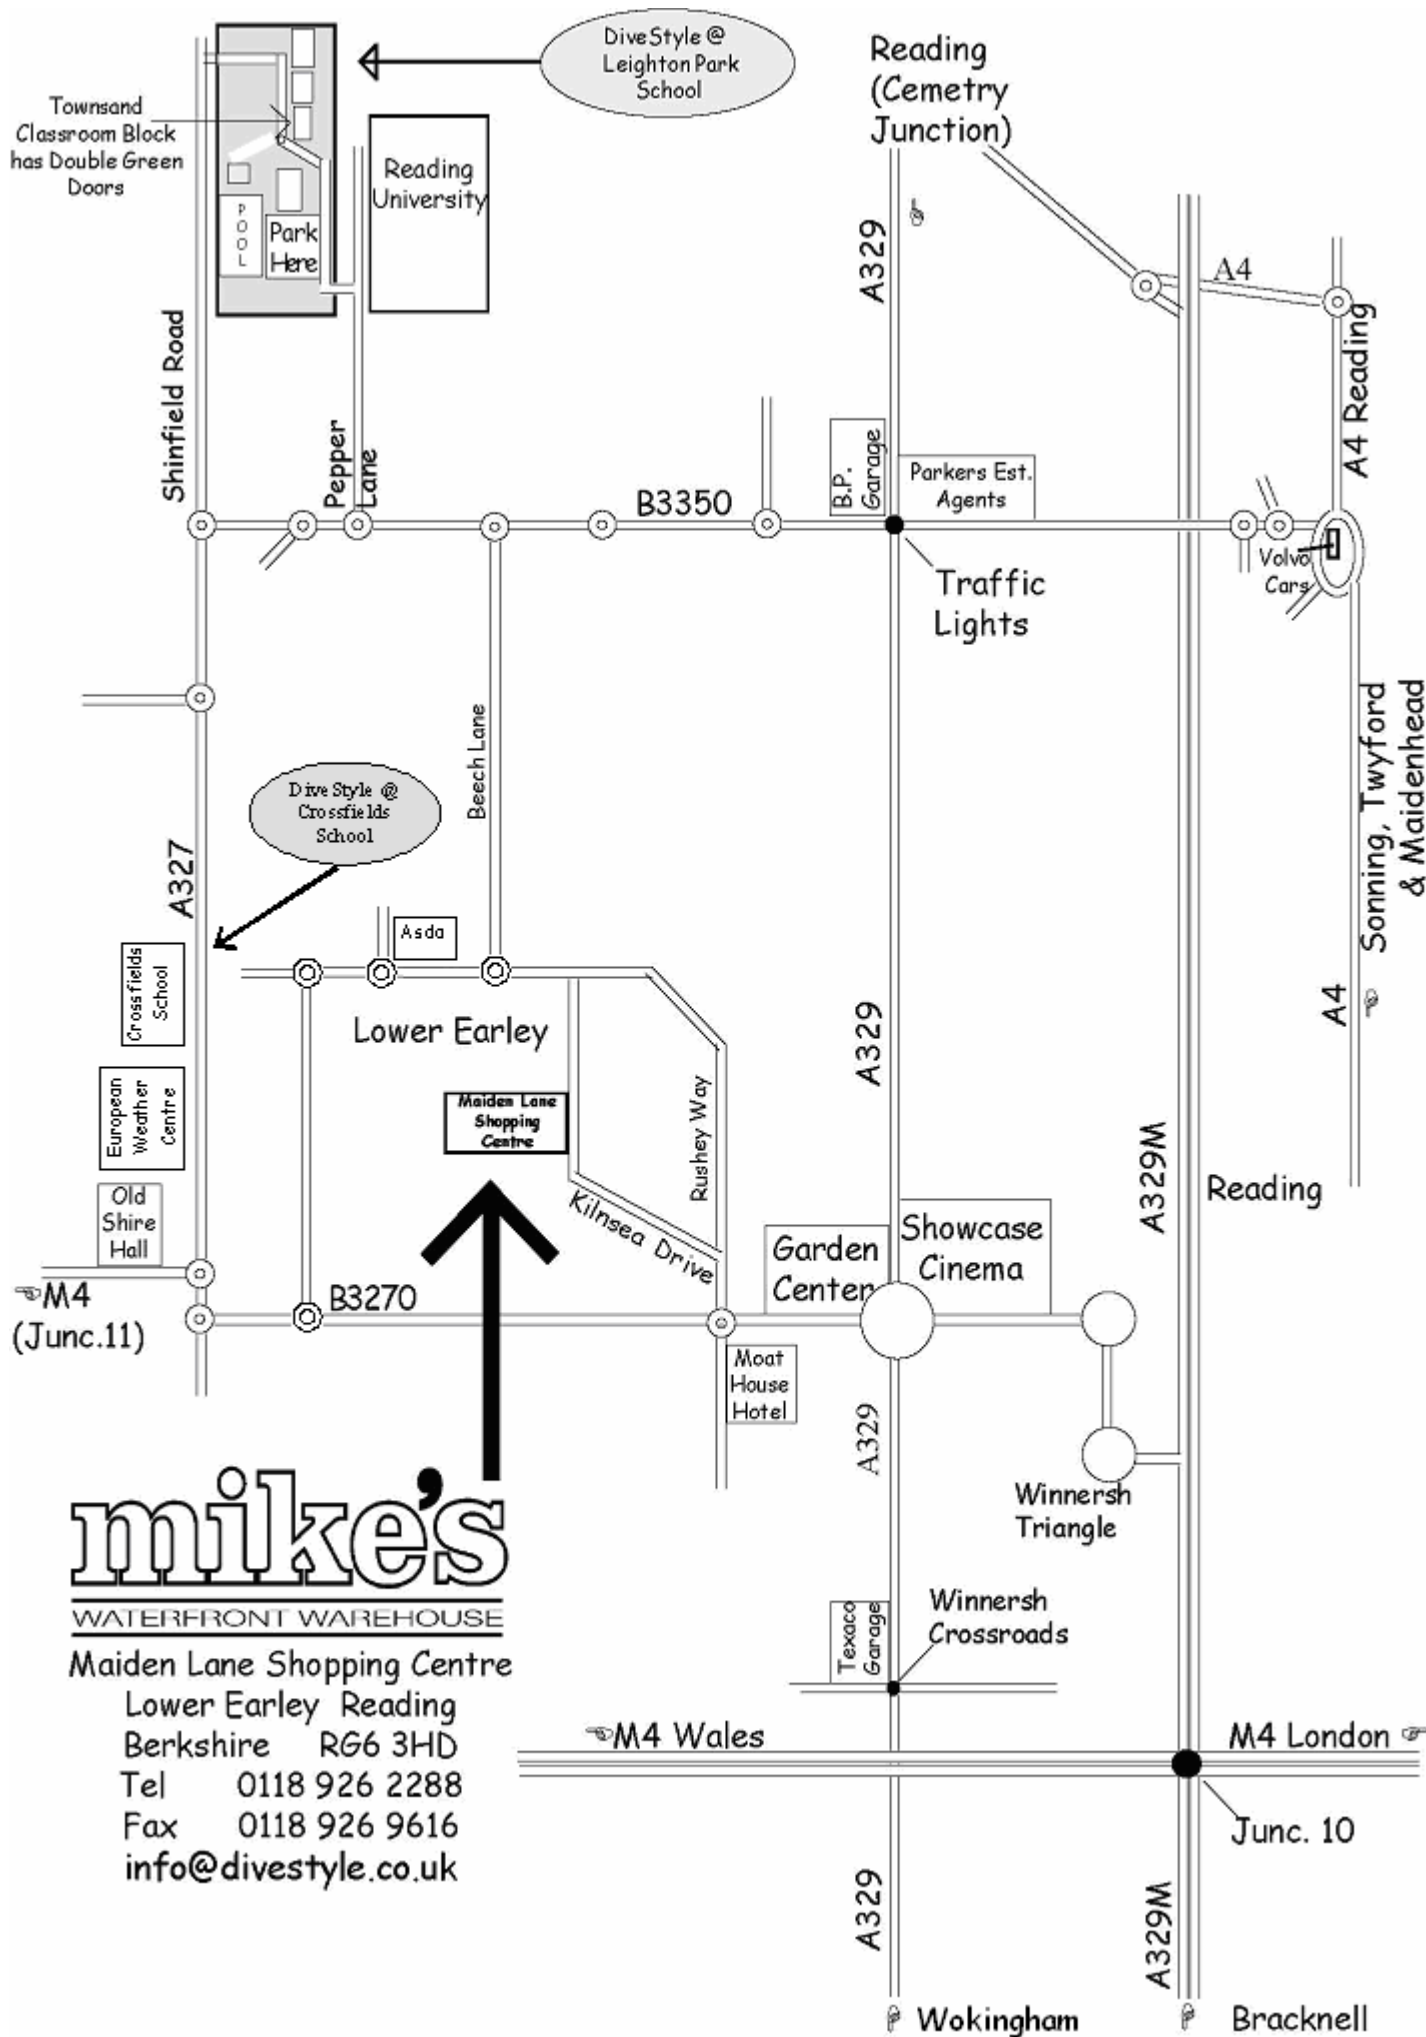 DiveStyle @
Leighton Park
School
Reading
(Cemetry
Junction)
Townsand
Classroom Block
has Double Green
Doors
Reading
University
POOL
Park
Here
A329
A4
Shinfield Road
A4 Reading
Pepper
Lane
B3350
B.P.
Garage
Parkers Est.
Agents
Volvo
Cars
Traffic
Lights
Sonning, Twyford
& Maidenhead
Beech Lane
DiveStyle @
Crossfields
School
A327
Asda
Crossfields
School
Lower Earley
A329
A4
European
Weather
Centre
Maiden Lane
Shopping
Centre
Rushey Way
A329M
Reading
Old
Shire
Hall
Kilnsea Drive
Garden
Center
Showcase
Cinema
M4
(Junc.11)
B3270
Moat
House
Hotel
A329
Winnersh
Triangle
mike's
WATERFRONT WAREHOUSE
Maiden Lane Shopping Centre
Lower Earley Reading
Berkshire RG6 3HD
Tel 0118 926 2288
Fax 0118 926 9616
info@divestyle.co.uk
Texaco
Garage
Winnersh
Crossroads
M4 Wales
M4 London
Junc. 10
A329
A329M
Wokingham
Bracknell